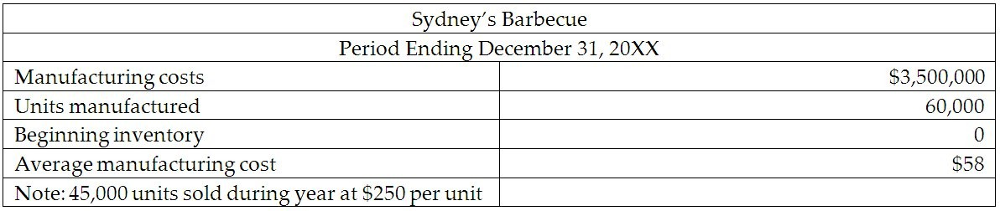 Sydney’s Barbecue
Period Ending December 31, 20XX
Manufacturing costs $3,500,000
Units manufactured 60,000
Beginning inventory 0
Average manufacturing cost $58
Note: 45,000 units sold during year at $250 per unit